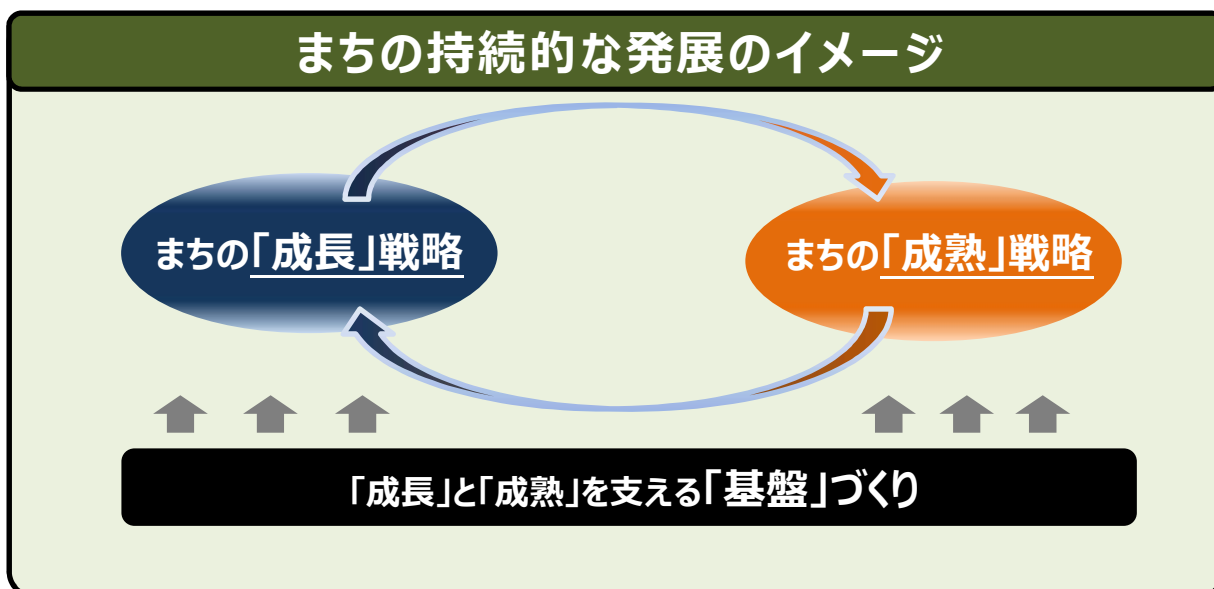 まちの持続的な発展のイメージ
まちの「成長」戦略
まちの「成熟」戦略
「成長」と「成熟」を支える「基盤」づくり